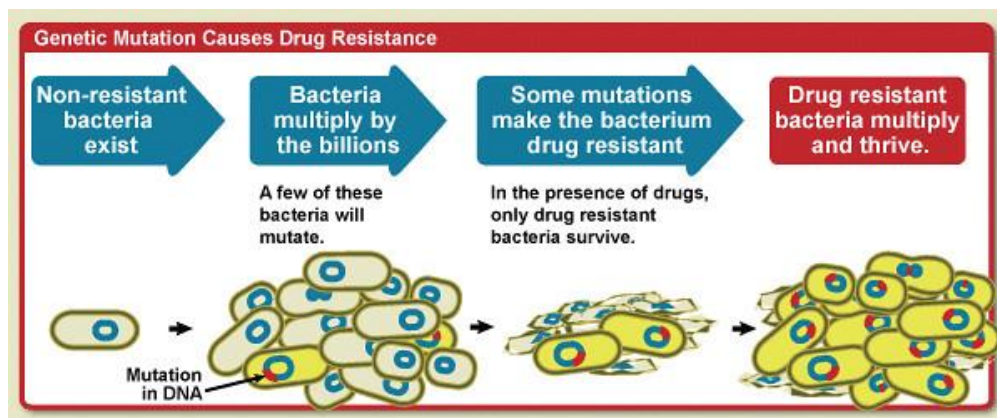 Genetic Mutation Causes Drug Resistance
Non-resistant
bacteria
exist
Bacteria
multiply by
the billions
A few of these
bacteria will
mutate.
Some mutations
make the bacterium
drug resistant
In the presence of drugs,
only drug resistant
bacteria survive.
Drug resistant
bacteria multiply
and thrive.
Mutation
in DNA